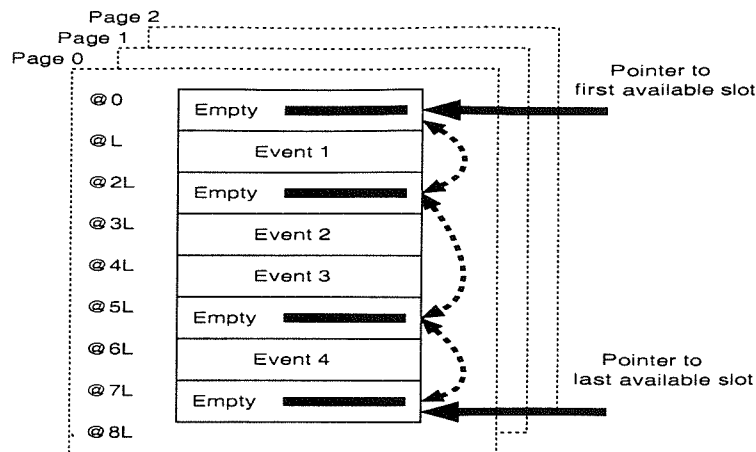 Page 2
Page 1
Page 0
Pointer to
first available slot
@0
Empty
@L
Event 1
@2L
Empty
@3L
Event 2
@4L
Event 3
@5L
Empty
@6L
Event 4
@7L
Empty
@8L
Pointer to
last available slot